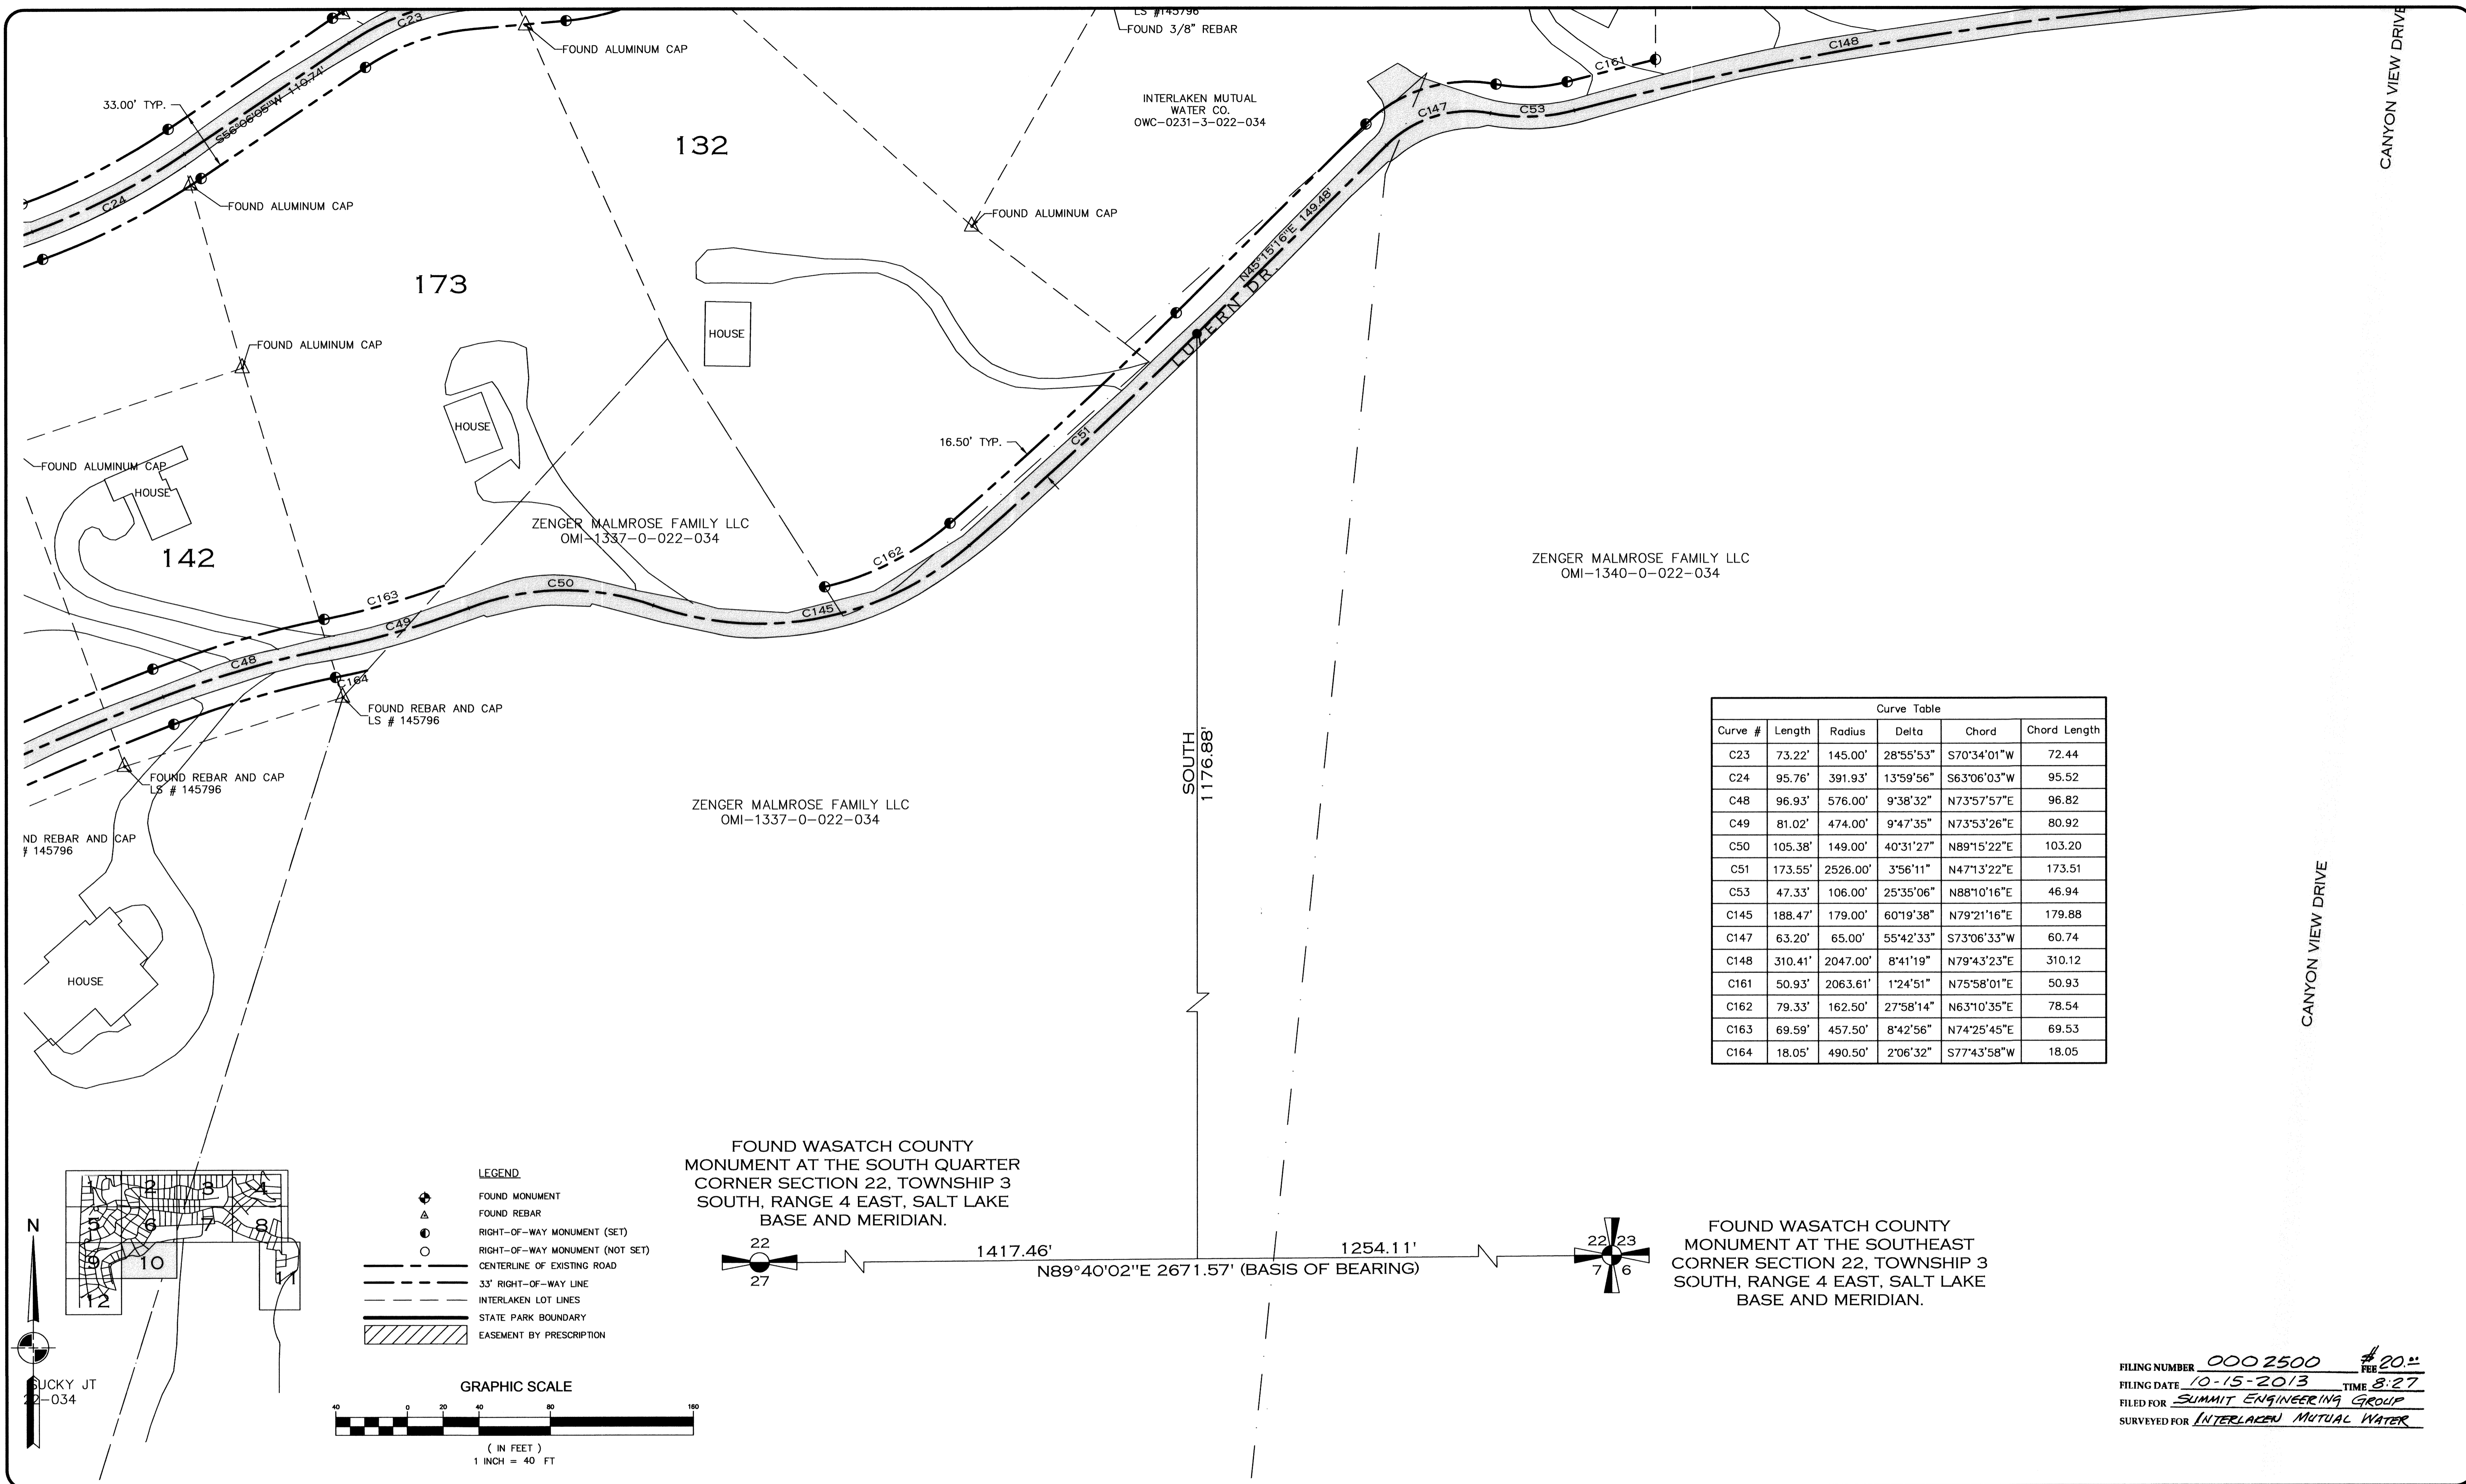 C23
LS #145796
FOUND 3/8" REBAR
FOUND ALUMINUM CAP
C148
CANYON VIEW DRIVE
C161
33.00' TYP.
S56°06'05"W 110.74'
INTERLAKEN MUTUAL
WATER CO.
OWC-0231-3-022-034
C147
C53
132
C24
FOUND ALUMINUM CAP
FOUND ALUMINUM CAP
N45°15'16"E 149.48'
LUZERN DR.
173
HOUSE
FOUND ALUMINUM CAP
HOUSE
16.50' TYP.
C51
FOUND ALUMINUM CAP
HOUSE
142
ZENGER MALMROSE FAMILY LLC
OMI-1337-0-022-034
C162
ZENGER MALMROSE FAMILY LLC
OMI-1340-0-022-034
C163
C50
C145
C49
C48
C164
FOUND REBAR AND CAP
LS # 145796
FOUND REBAR AND CAP
LS # 145796
ZENGER MALMROSE FAMILY LLC
OMI-1337-0-022-034
ND REBAR AND CAP
# 145796
HOUSE
SOUTH
1176.88'
Curve Table
Curve # Length Radius Delta Chord Chord Length
C23 73.22' 145.00' 28°55'53" S70°34'01"W 72.44
C24 95.76' 391.93' 13°59'56" S63°06'03"W 95.52
C48 96.93' 576.00' 9°38'32" N73°57'57"E 96.82
C49 81.02' 474.00' 9°47'35" N73°53'26"E 80.92
C50 105.38' 149.00' 40°31'27" N89°15'22"E 103.20
C51 173.55' 2526.00' 3°56'11" N47°13'22"E 173.51
C53 47.33' 106.00' 25°35'06" N88°10'16"E 46.94
C145 188.47' 179.00' 60°19'38" N79°21'16"E 179.88
C147 63.20' 65.00' 55°42'33" S73°06'33"W 60.74
C148 310.41' 2047.00' 8°41'19" N79°43'23"E 310.12
C161 50.93' 2063.61' 1°24'51" N75°58'01"E 50.93
C162 79.33' 162.50' 27°58'14" N63°10'35"E 78.54
C163 69.59' 457.50' 8°42'56" N74°25'45"E 69.53
C164 18.05' 490.50' 2°06'32" S77°43'58"W 18.05
CANYON VIEW DRIVE
1 2 3 4
5 6 7 8
9 10 11
12
N
UCKY JT
22-034
LEGEND
FOUND MONUMENT
FOUND REBAR
RIGHT-OF-WAY MONUMENT (SET)
RIGHT-OF-WAY MONUMENT (NOT SET)
CENTERLINE OF EXISTING ROAD
33' RIGHT-OF-WAY LINE
INTERLAKEN LOT LINES
STATE PARK BOUNDARY
EASEMENT BY PRESCRIPTION
GRAPHIC SCALE
40 0 20 40 80 160
( IN FEET )
1 INCH = 40 FT
FOUND WASATCH COUNTY
MONUMENT AT THE SOUTH QUARTER
CORNER SECTION 22, TOWNSHIP 3
SOUTH, RANGE 4 EAST, SALT LAKE
BASE AND MERIDIAN.
22
27
1417.46'
1254.11'
N89°40'02"E 2671.57' (BASIS OF BEARING)
22 23
7 6
FOUND WASATCH COUNTY
MONUMENT AT THE SOUTHEAST
CORNER SECTION 22, TOWNSHIP 3
SOUTH, RANGE 4 EAST, SALT LAKE
BASE AND MERIDIAN.
FILING NUMBER 0002500 FEE $20.00
FILING DATE 10-15-2013 TIME 8:27
FILED FOR SUMMIT ENGINEERING GROUP
SURVEYED FOR INTERLAKEN MUTUAL WATER